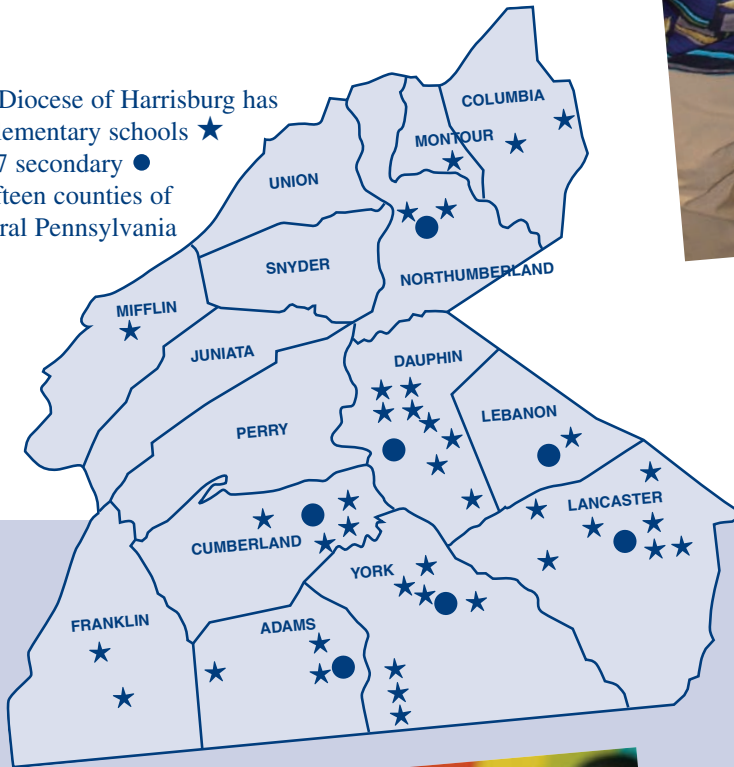 Diocese of Harrisburg has
lementary schools ★
7 secondary ●
fteen counties of
ral Pennsylvania
COLUMBIA
MONTOUR
UNION
SNYDER
NORTHUMBERLAND
MIFFLIN
JUNIATA
DAUPHIN
PERRY
LEBANON
LANCASTER
CUMBERLAND
YORK
FRANKLIN
ADAMS